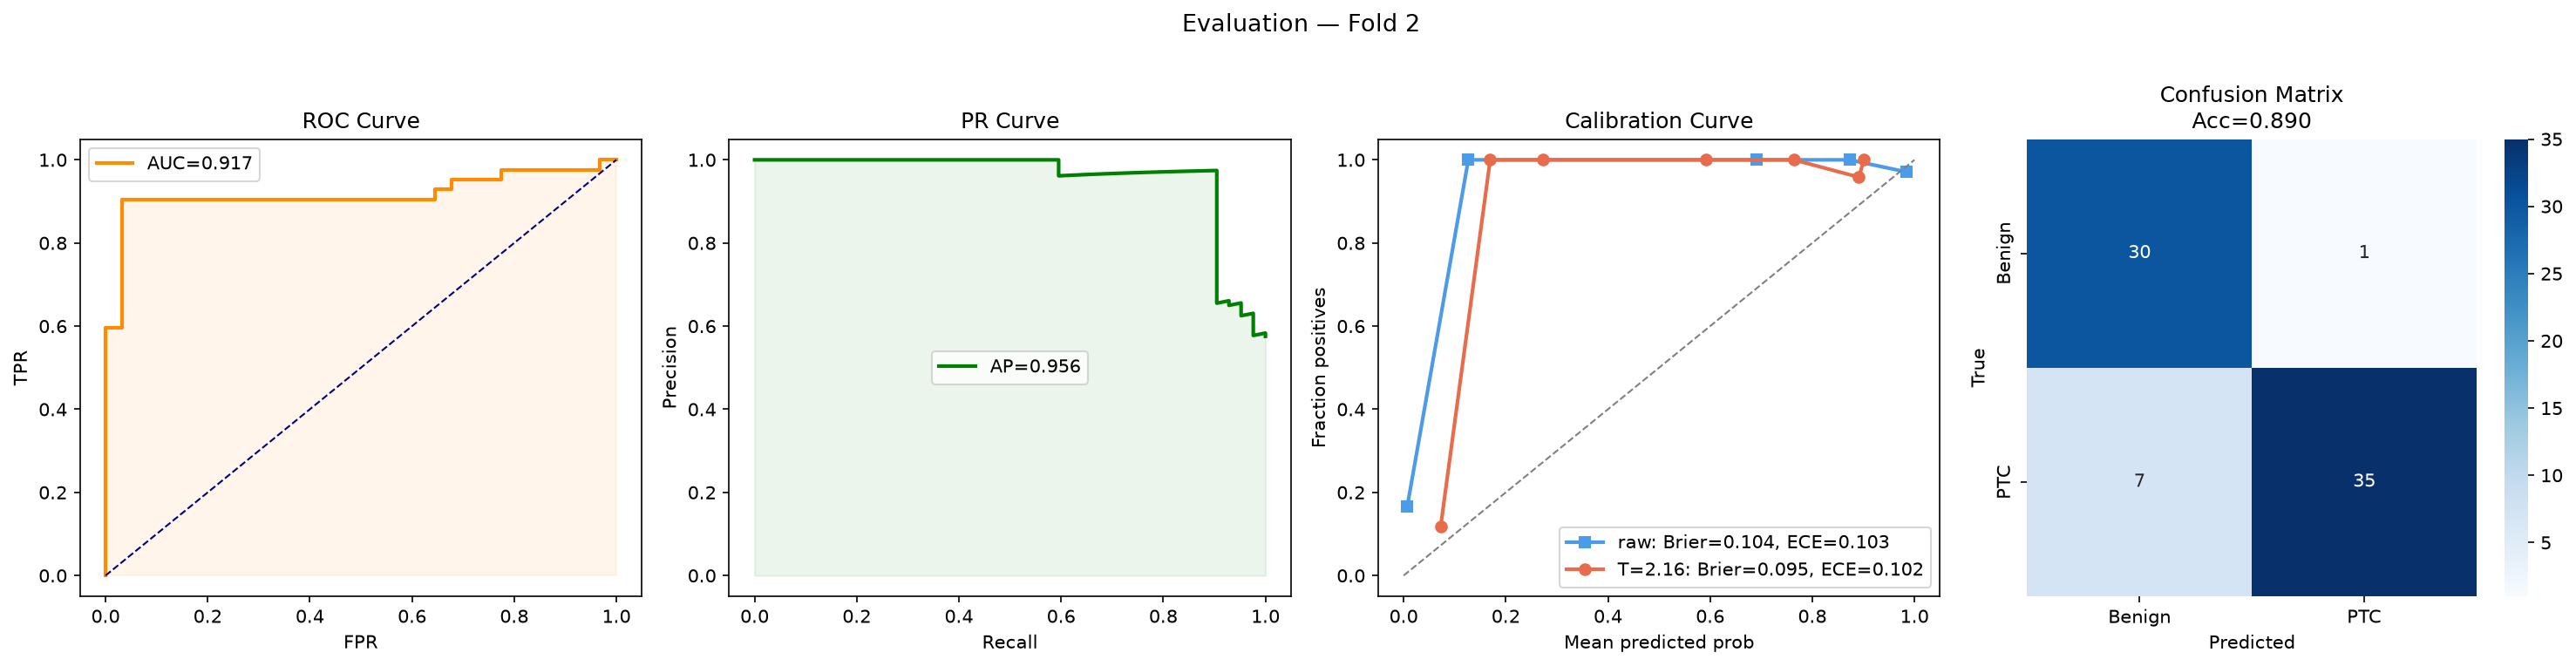 Evaluation — Fold 2
ROC Curve
AUC=0.917
1.0
0.8
0.6
0.4
0.2
0.0
TPR
0.0 0.2 0.4 0.6 0.8 1.0
FPR
PR Curve
1.0
0.8
0.6
0.4
0.2
0.0
Precision
AP=0.956
0.0 0.2 0.4 0.6 0.8 1.0
Recall
Calibration Curve
1.0
0.8
0.6
0.4
0.2
0.0
Fraction positives
raw: Brier=0.104, ECE=0.103
T=2.16: Brier=0.095, ECE=0.102
0.0 0.2 0.4 0.6 0.8 1.0
Mean predicted prob
Confusion Matrix
Acc=0.890
True
Benign
30 1
PTC
7 35
Benign PTC
Predicted
35
30
25
20
15
10
5